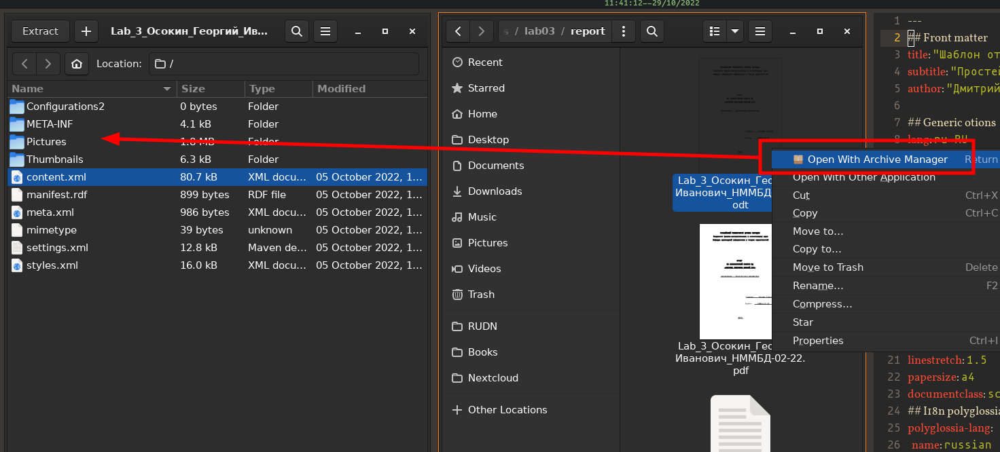 11:41:12--29/10/2022
Extract
Lab_3_Осокин_Георгий_Ив...
Location:
/
Name Size Type Modified
Configurations2 0 bytes Folder
META-INF 4.1 kB Folder
Pictures 1.8 MB Folder
Thumbnails 6.3 kB Folder
content.xml 80.7 kB XML docu... 05 October 2022, 1...
manifest.rdf 899 bytes RDF file 05 October 2022, 1...
meta.xml 986 bytes XML docu... 05 October 2022, 1...
mimetype 39 bytes unknown 05 October 2022, 1...
settings.xml 12.8 kB Maven de... 05 October 2022, 1...
styles.xml 16.0 kB XML docu... 05 October 2022, 1...
s / lab03 / report
Recent
Starred
Home
Desktop
Documents
Downloads
Music
Pictures
Videos
Trash
RUDN
Books
Nextcloud
Other Locations
Lab_3_Осокин_Гео
Иванович_НММБД
odt
Lab_3_Осокин_Гео
Иванович_НММБД-02-22.
pdf
Open With Archive Manager Return
Open With Other Application
Cut Ctrl+X
Copy Ctrl+C
Move to...
Copy to...
Move to Trash Delete
Rename... F2
Compress...
Star
Properties Ctrl+I
1 ---
2 ## Front matter
3 title: "Шаблон от
4 subtitle: "Простей
5 author: "Дмитрий
6
7 ## Generic otions
8 lang: ru-RU
21 linestretch: 1.5
22 papersize: a4
23 documentclass: sc
24 ## I18n polyglossia
25 polyglossia-lang:
26 name: russian